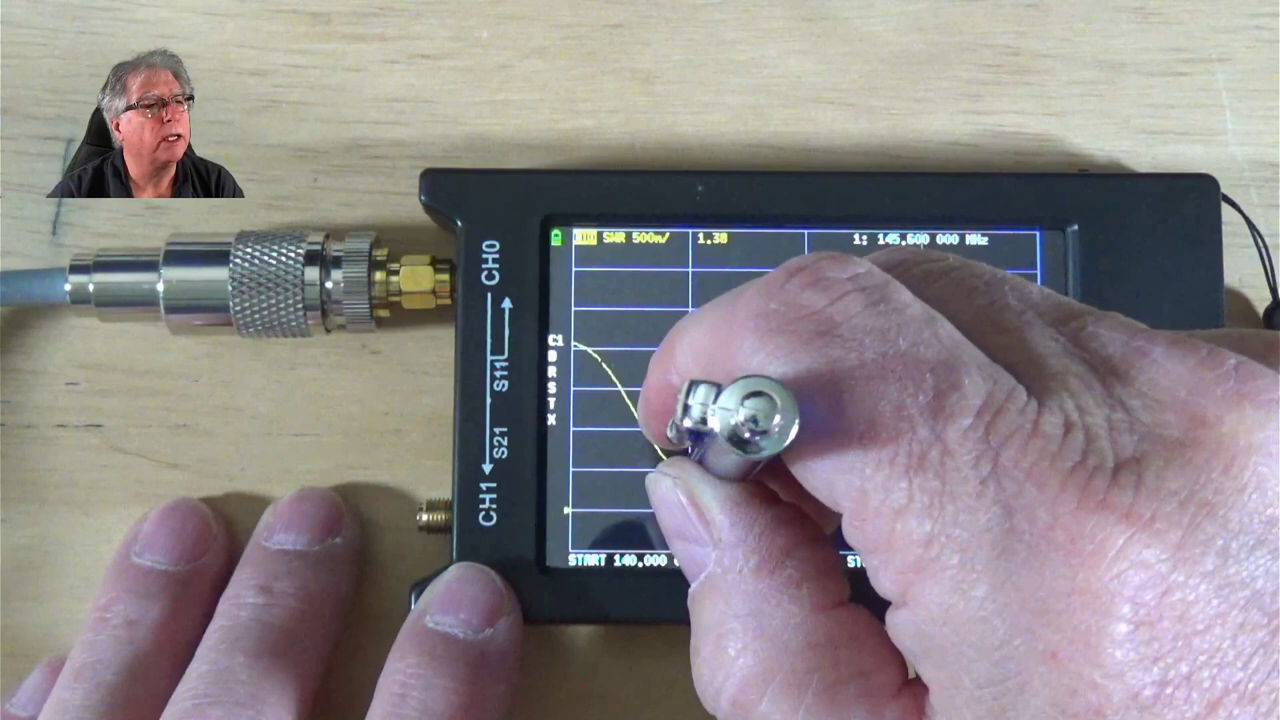 CH0
S11
S21
CH1
SWR 500m/ 1.38 1: 145.600 000 MHz
C1
D
R
S
T
X
START 140.000